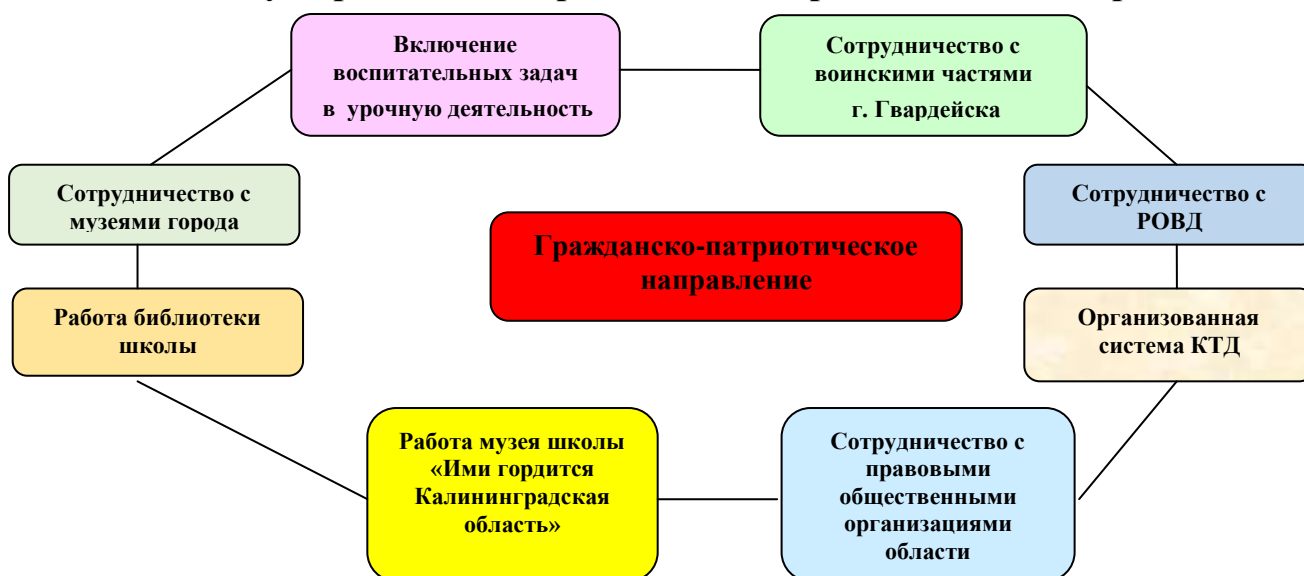 Включение
воспитательных задач
в урочную деятельность
Сотрудничество с
воинскими частями
г. Гвардейска
Сотрудничество с
музеями города
Гражданско-патриотическое
направление
Сотрудничество с
РОВД
Работа библиотеки
школы
Организованная
система КТД
Работа музея школы
«Ими гордится
Калининградская
область»
Сотрудничество с
правовыми
общественными
организациями
области